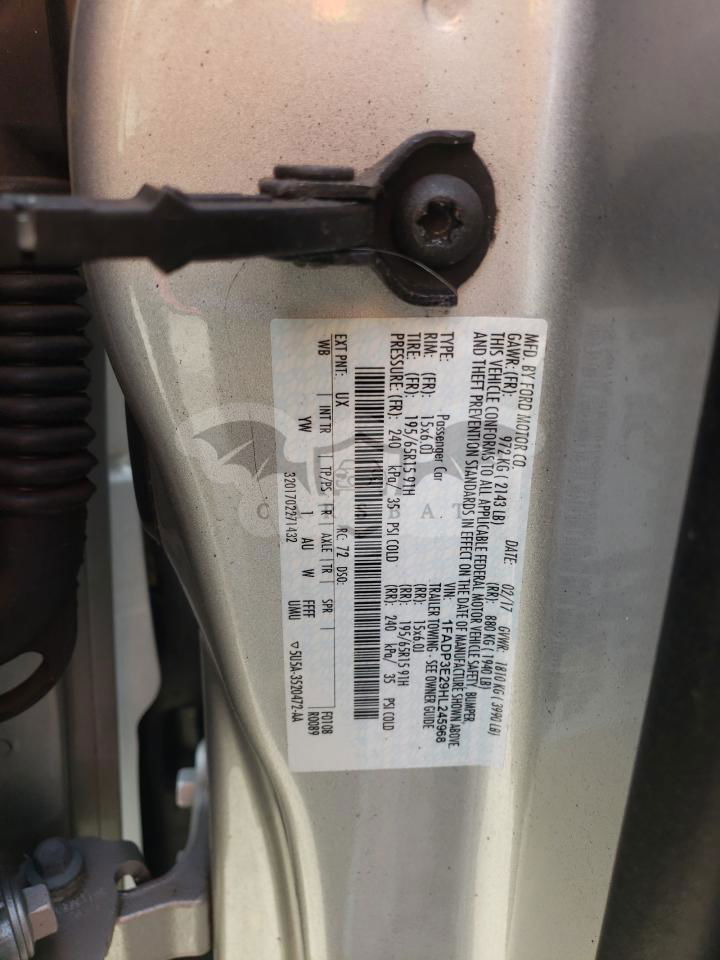 MFD. BY FORD MOTOR CO.
DATE: 02/17 GVWR: 1810 KG ( 3990 LB)
GAWR: (FR): 972 KG ( 2143 LB) (RR): 880 KG ( 1940 LB)
THIS VEHICLE CONFORMS TO ALL APPLICABLE FEDERAL MOTOR VEHICLE SAFETY, BUMPER,
AND THEFT PREVENTION STANDARDS IN EFFECT ON THE DATE OF MANUFACTURE SHOWN ABOVE
VIN: 1FADP3E29HL245968
TYPE: Passenger Car TRAILER TOWING - SEE OWNER GUIDE
RIM: (FR): 15x6.0J (RR): 15x6.0J
TIRE: (FR): 195/65R15 91H (RR): 195/65R15 91H
PRESSURE: (FR): 240 kPa/ 35 PSI COLD (RR): 240 kPa/ 35 PSI COLD
EXT PNT: UX RC: 72 DSO: F0108
WB INT TR TP/PS R AXLE TR SPR R0089
YW 1 AU W FFFF UMU
3201702271432 5U5A-3520472-AA